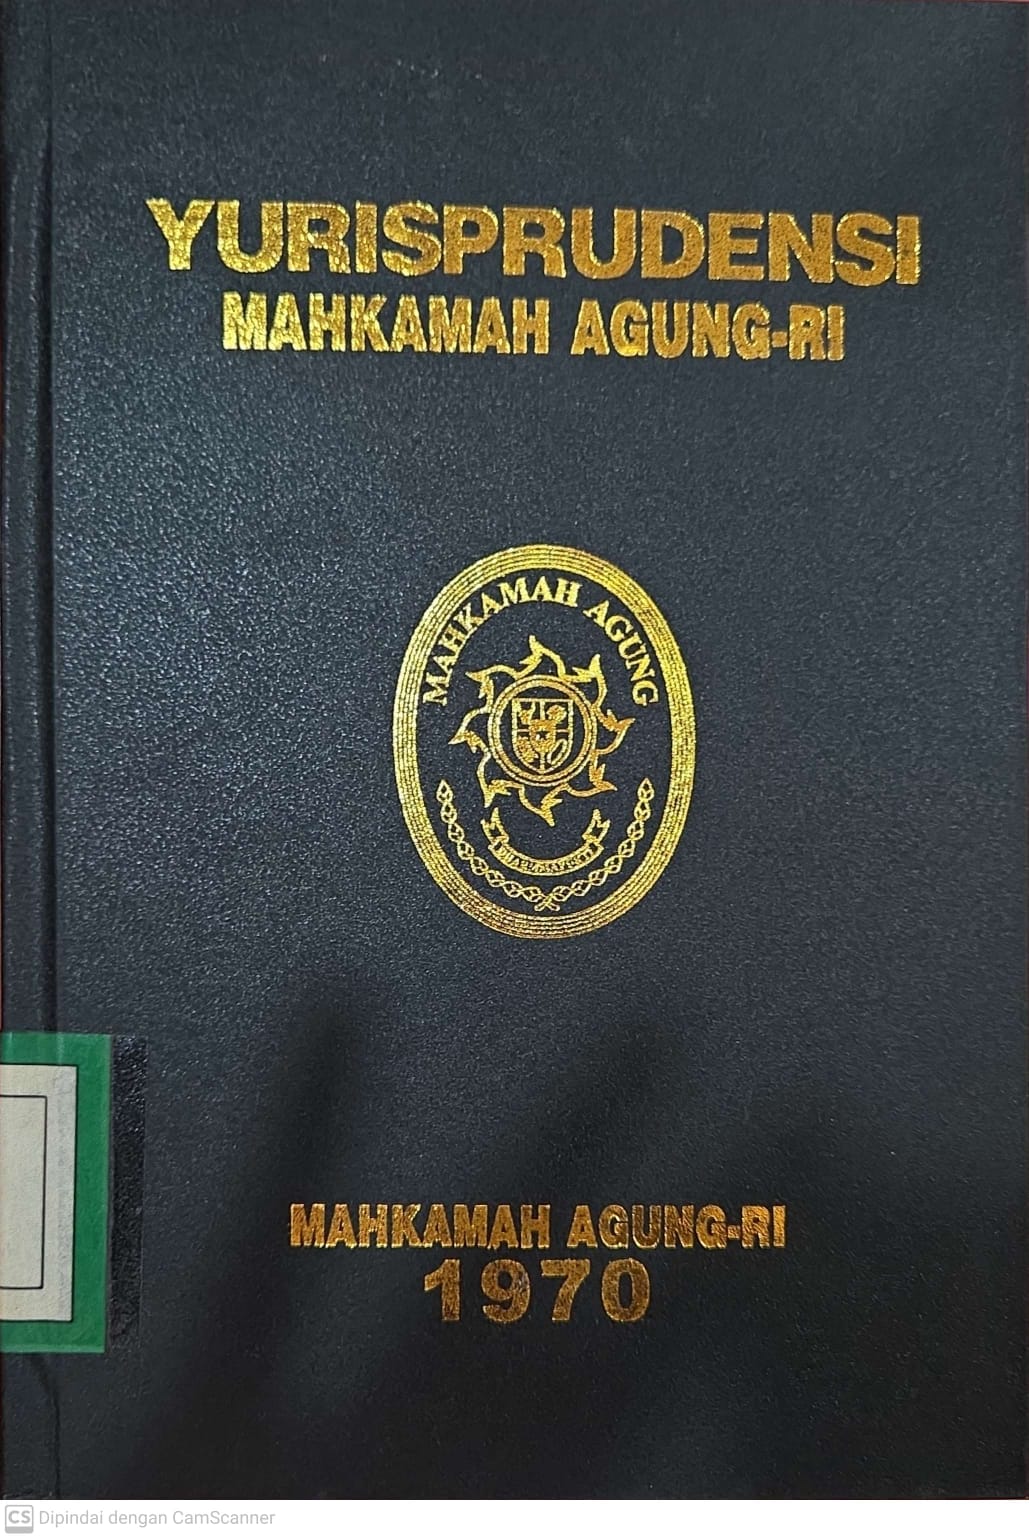 YURISPRUDENSI
MAHKAMAH AGUNG-RI
MAHKAMAH AGUNG
MAHKAMAH AGUNG-RI
1970
CS Dipindai dengan CamScanner